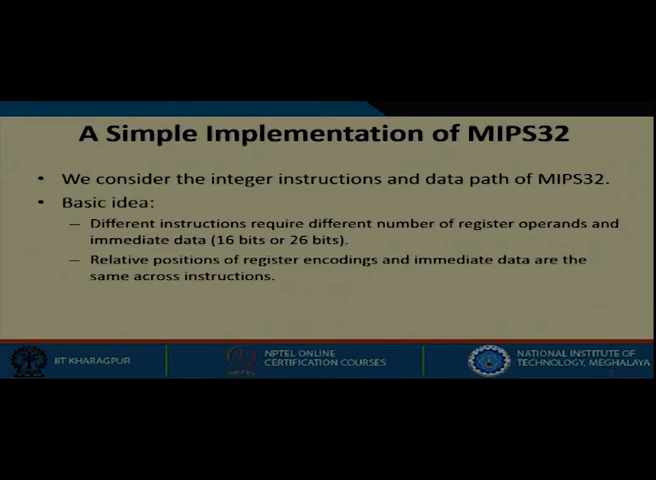 A Simple Implementation of MIPS32
• We consider the integer instructions and data path of MIPS32.
• Basic idea:
– Different instructions require different number of register operands and
immediate data (16 bits or 26 bits).
– Relative positions of register encodings and immediate data are the
same across instructions.
IIT KHARAGPUR
NPTEL
NPTEL ONLINE
CERTIFICATION COURSES
NATIONAL INSTITUTE OF
TECHNOLOGY, MEGHALAYA